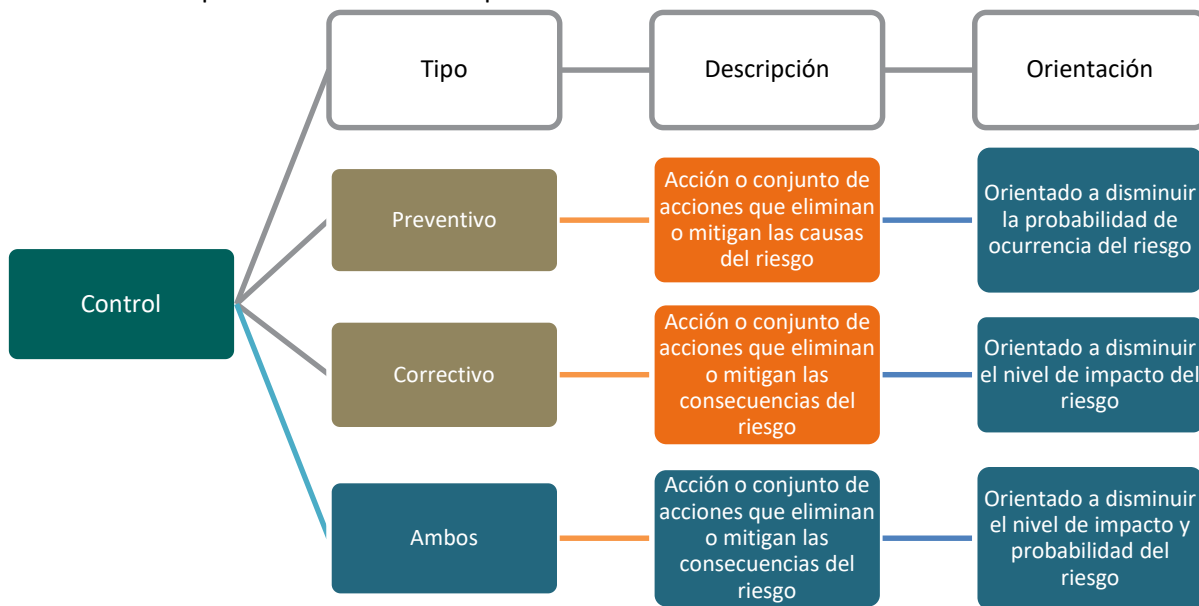 Tipo
Descripción
Orientación
Control
Preventivo
Acción o conjunto de
acciones que eliminan
o mitigan las causas
del riesgo
Orientado a disminuir
la probabilidad de
ocurrencia del riesgo
Correctivo
Acción o conjunto de
acciones que eliminan
o mitigan las
consecuencias del
riesgo
Orientado a disminuir
el nivel de impacto del
riesgo
Ambos
Acción o conjunto de
acciones que eliminan
o mitigan las
consecuencias del
riesgo
Orientado a disminuir
el nivel de impacto y
probabilidad del
riesgo